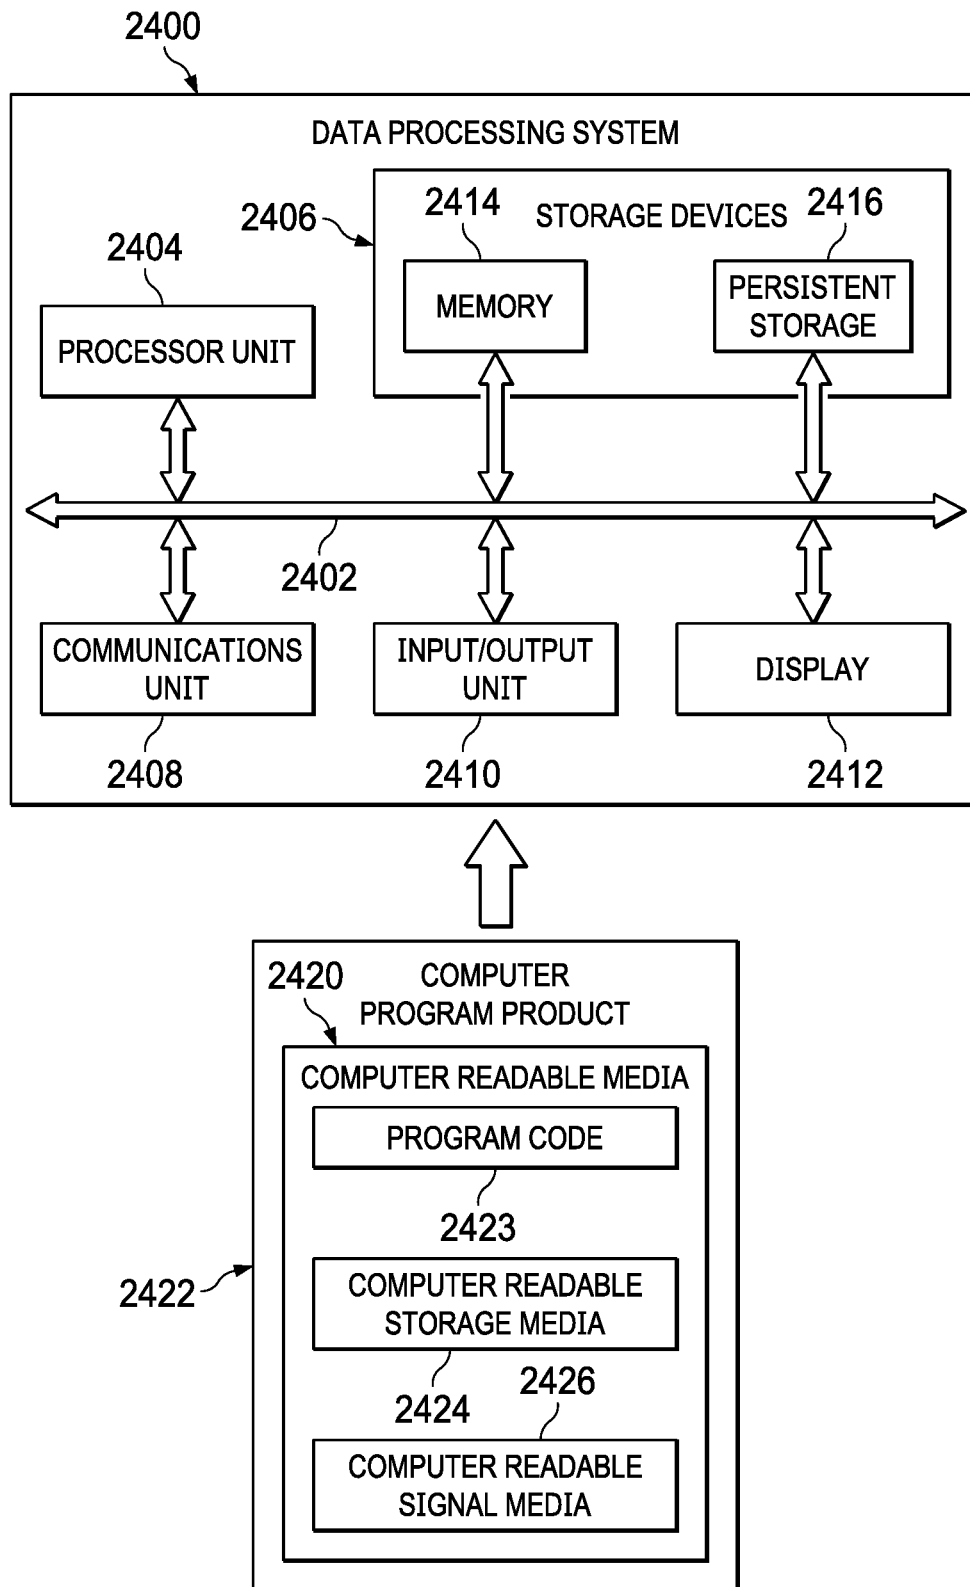 2400
DATA PROCESSING SYSTEM
2406
2414
STORAGE DEVICES
2416
2404
MEMORY
PERSISTENT
STORAGE
PROCESSOR UNIT
2402
COMMUNICATIONS
UNIT
INPUT/OUTPUT
UNIT
DISPLAY
2408
2410
2412
2420
COMPUTER
PROGRAM PRODUCT
COMPUTER READABLE MEDIA
PROGRAM CODE
2423
2422
COMPUTER READABLE
STORAGE MEDIA
2424
2426
COMPUTER READABLE
SIGNAL MEDIA